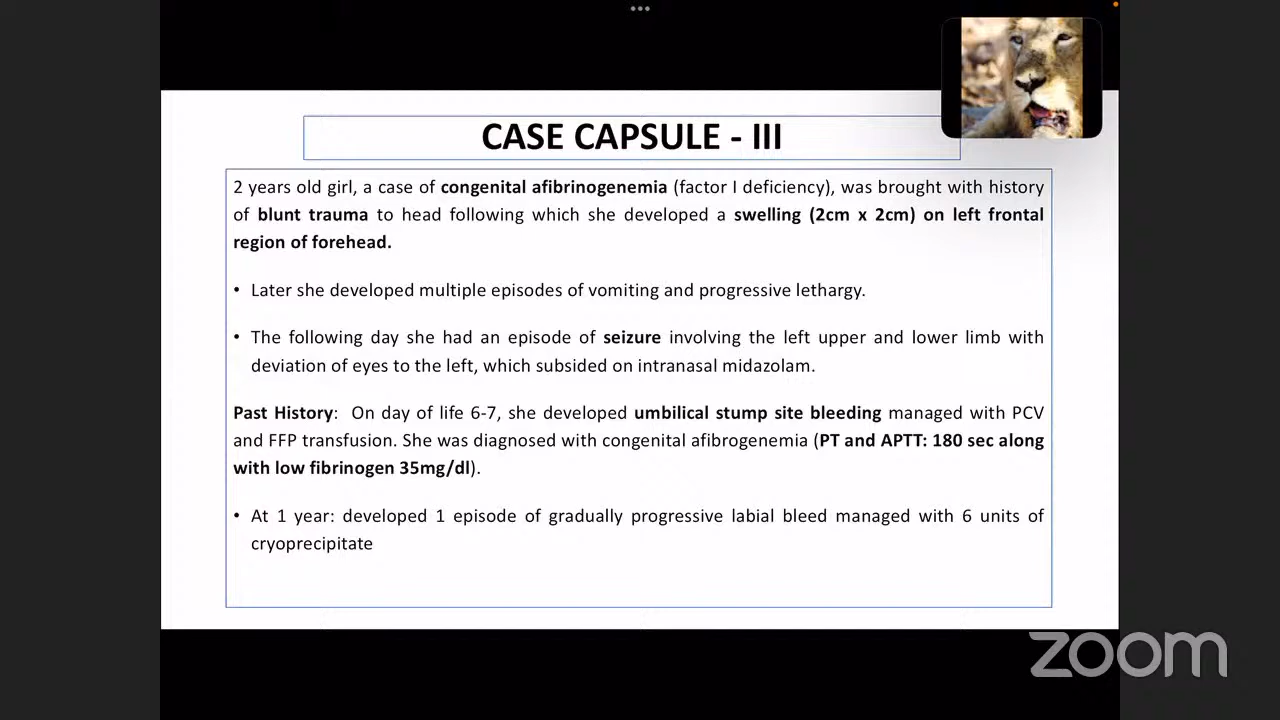 CASE CAPSULE - III
2 years old girl, a case of congenital afibrinogenemia (factor I deficiency), was brought with history
of blunt trauma to head following which she developed a swelling (2cm x 2cm) on left frontal
region of forehead.
• Later she developed multiple episodes of vomiting and progressive lethargy.
• The following day she had an episode of seizure involving the left upper and lower limb with
deviation of eyes to the left, which subsided on intranasal midazolam.
Past History: On day of life 6-7, she developed umbilical stump site bleeding managed with PCV
and FFP transfusion. She was diagnosed with congenital afibrogenemia (PT and APTT: 180 sec along
with low fibrinogen 35mg/dl).
• At 1 year: developed 1 episode of gradually progressive labial bleed managed with 6 units of
cryoprecipitate
zoom